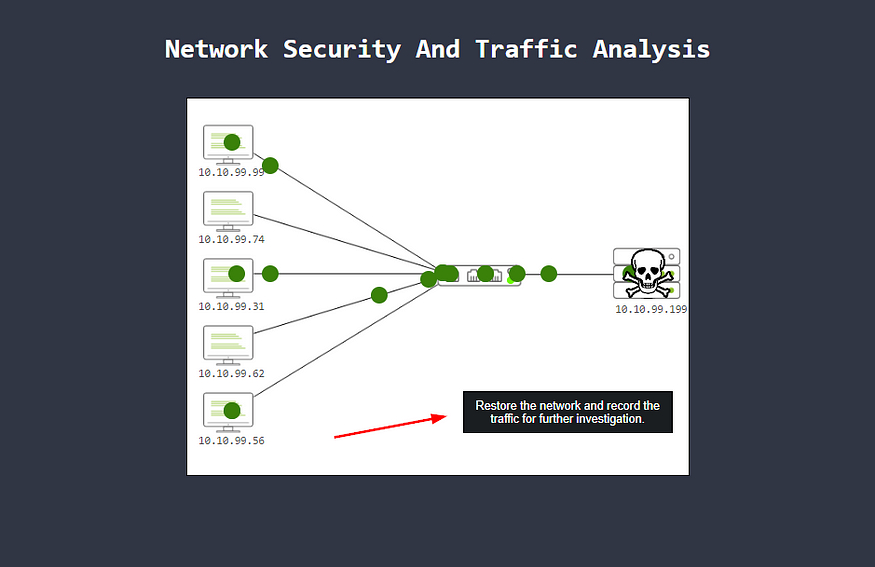 Network Security And Traffic Analysis
10.10.99.99
10.10.99.74
10.10.99.31
10.10.99.199
10.10.99.62
Restore the network and record the
traffic for further investigation.
10.10.99.56